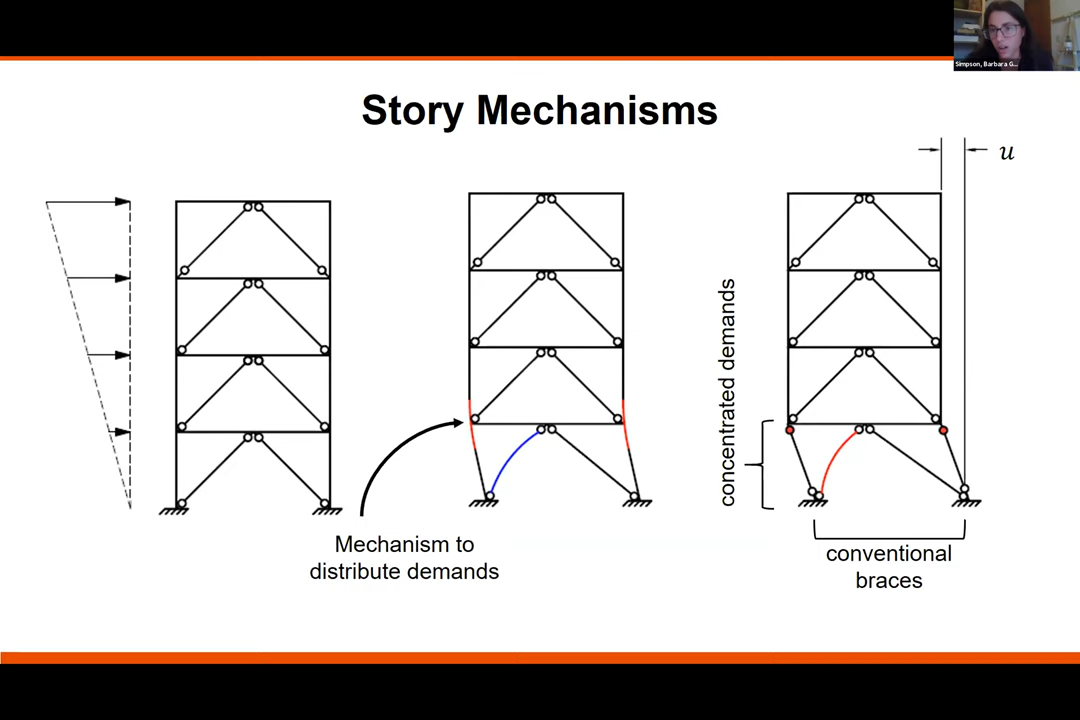 Simpson, Barbara G...
Story Mechanisms
u
concentrated demands
Mechanism to
distribute demands
conventional
braces